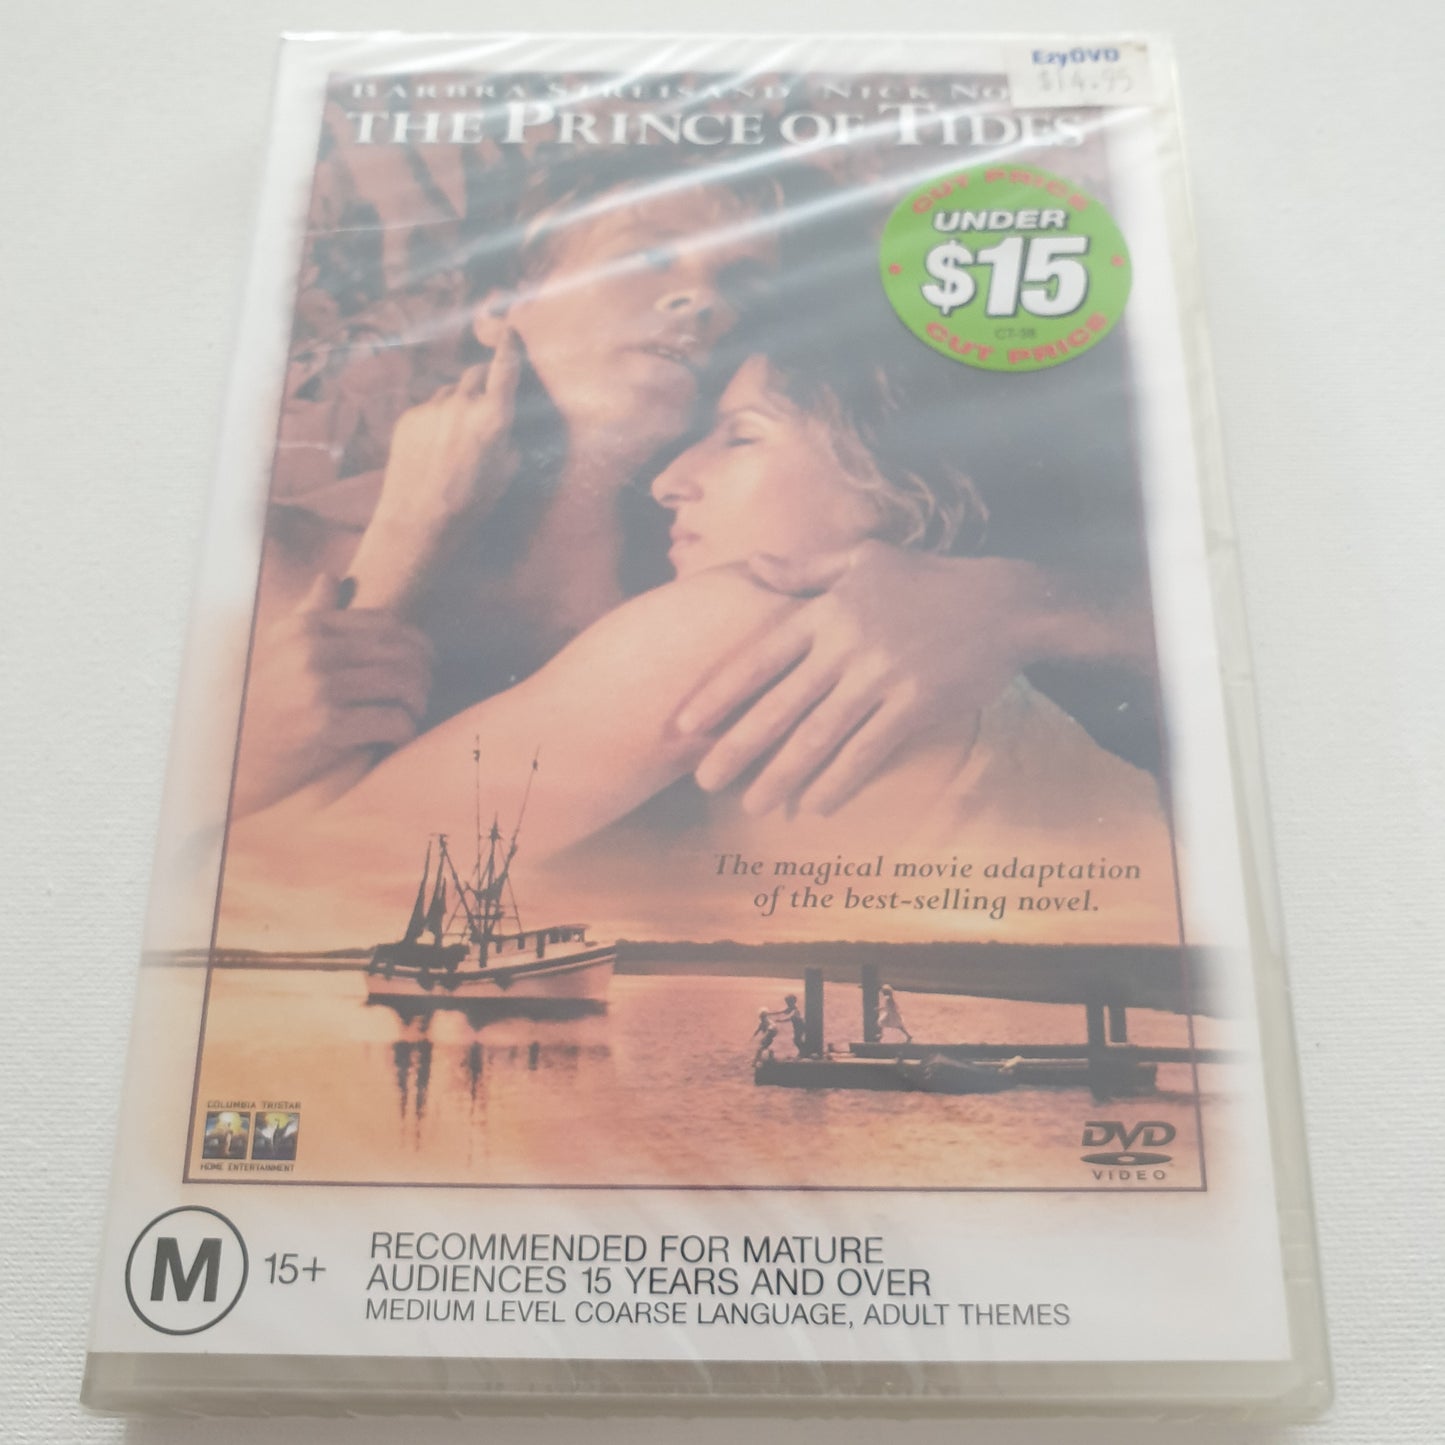 EzyDVD
$14.95
BARBRA STREISAND NICK NO
THE PRINCE OF TIDES
CUT PRICE
UNDER
$15
CUT PRICE
The magical movie adaptation
of the best-selling novel.
COLUMBIA TRISTAR
HOME ENTERTAINMENT
DVD
VIDEO
M 15+
RECOMMENDED FOR MATURE
AUDIENCES 15 YEARS AND OVER
MEDIUM LEVEL COARSE LANGUAGE, ADULT THEMES